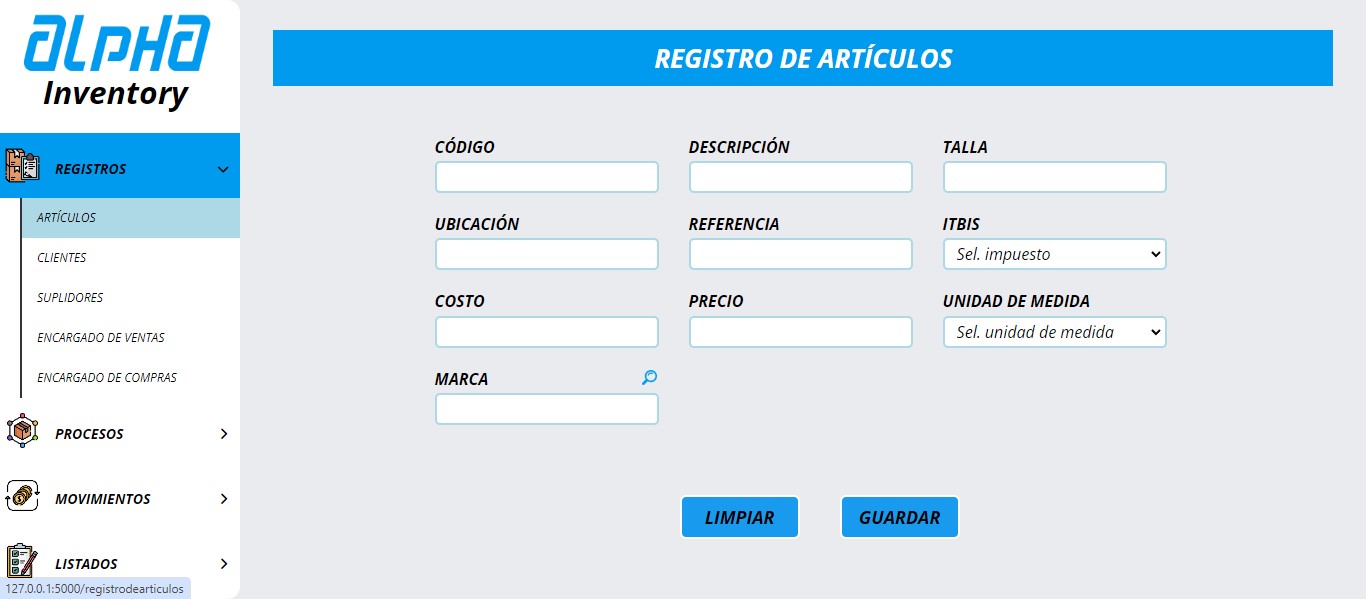 ALPHA
Inventory
REGISTROS
ARTÍCULOS
CLIENTES
SUPLIDORES
ENCARGADO DE VENTAS
ENCARGADO DE COMPRAS
PROCESOS
MOVIMIENTOS
LISTADOS
127.0.0.1:5000/registrodearticulos
REGISTRO DE ARTÍCULOS
CÓDIGO DESCRIPCIÓN TALLA
UBICACIÓN REFERENCIA ITBIS
Sel. impuesto
COSTO PRECIO UNIDAD DE MEDIDA
Sel. unidad de medida
MARCA
LIMPIAR GUARDAR